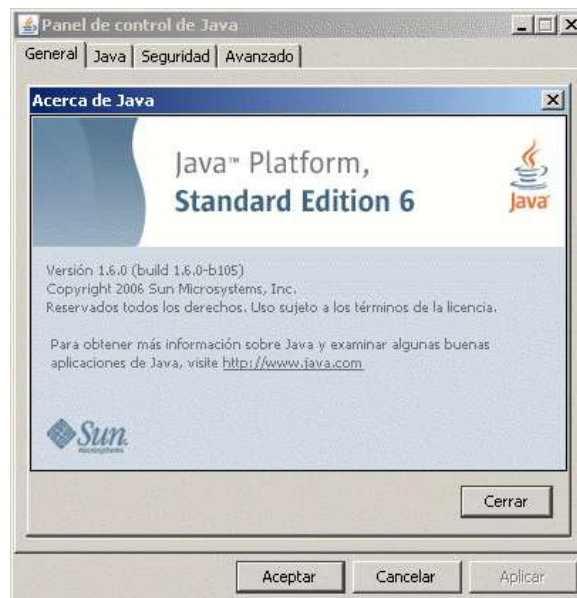 Panel de control de Java
General Java Seguridad Avanzado
Acerca de Java
Java™ Platform,
Standard Edition 6
Java
Versión 1.6.0 (build 1.6.0-b105)
Copyright 2006 Sun Microsystems, Inc.
Reservados todos los derechos. Uso sujeto a los términos de la licencia.
Para obtener más información sobre Java y examinar algunas buenas
aplicaciones de Java, visite http://www.java.com
Sun
microsystems
Cerrar
Aceptar Cancelar Aplicar